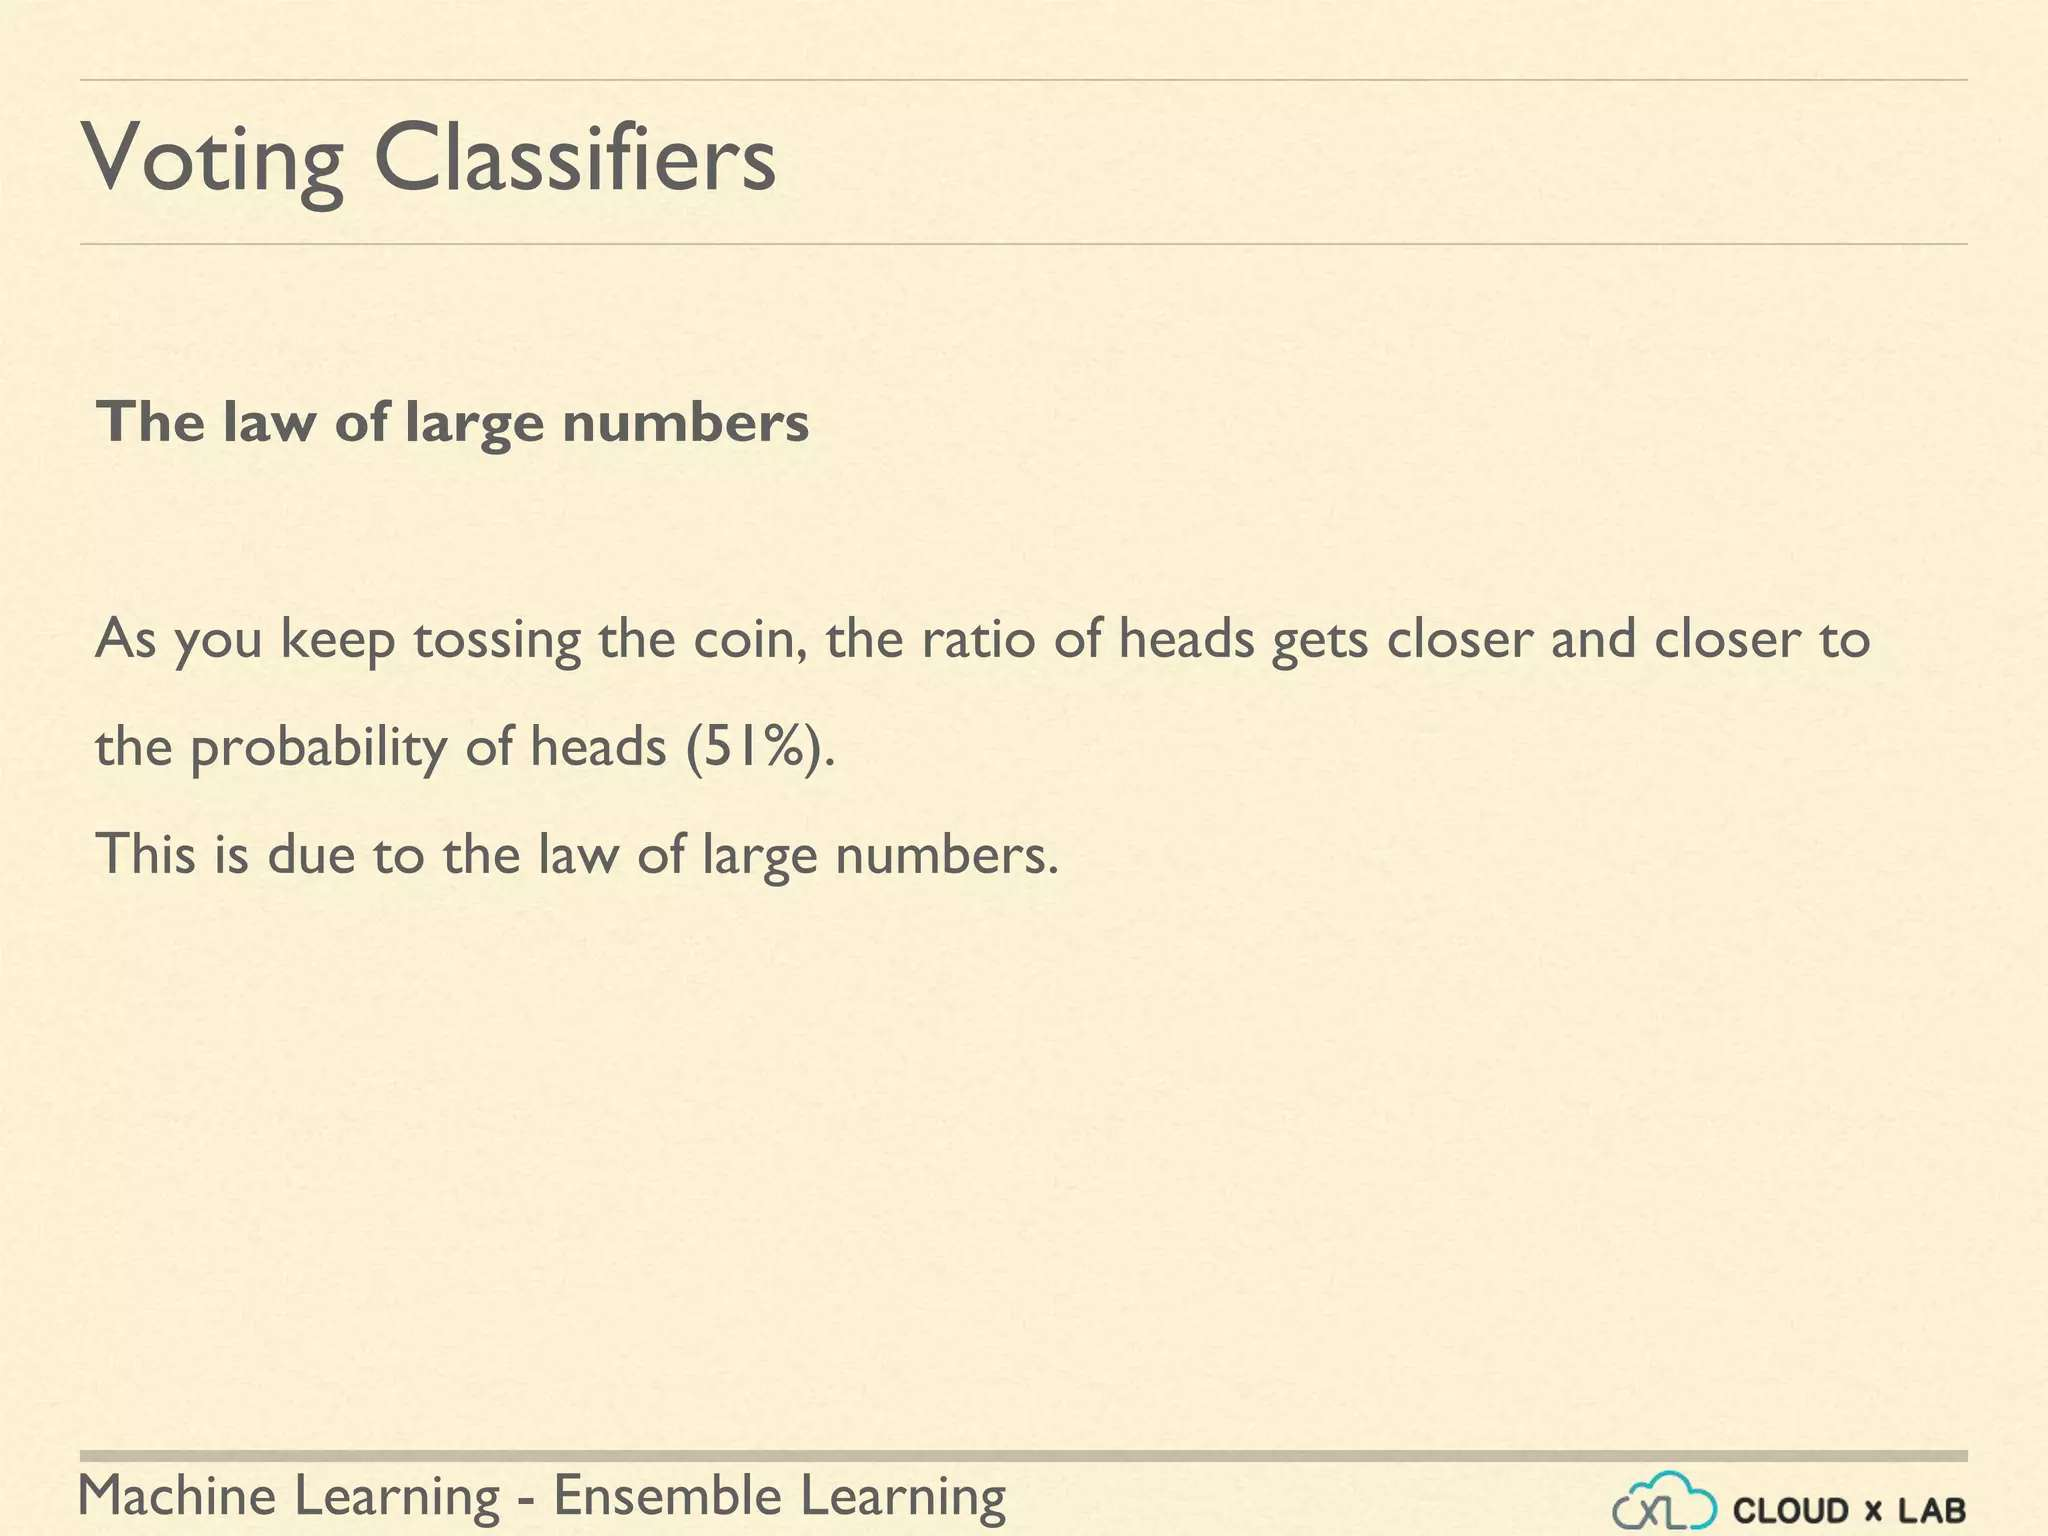 Voting Classifiers
The law of large numbers
As you keep tossing the coin, the ratio of heads gets closer and closer to
the probability of heads (51%).
This is due to the law of large numbers.
Machine Learning - Ensemble Learning
CXL CLOUD x LAB